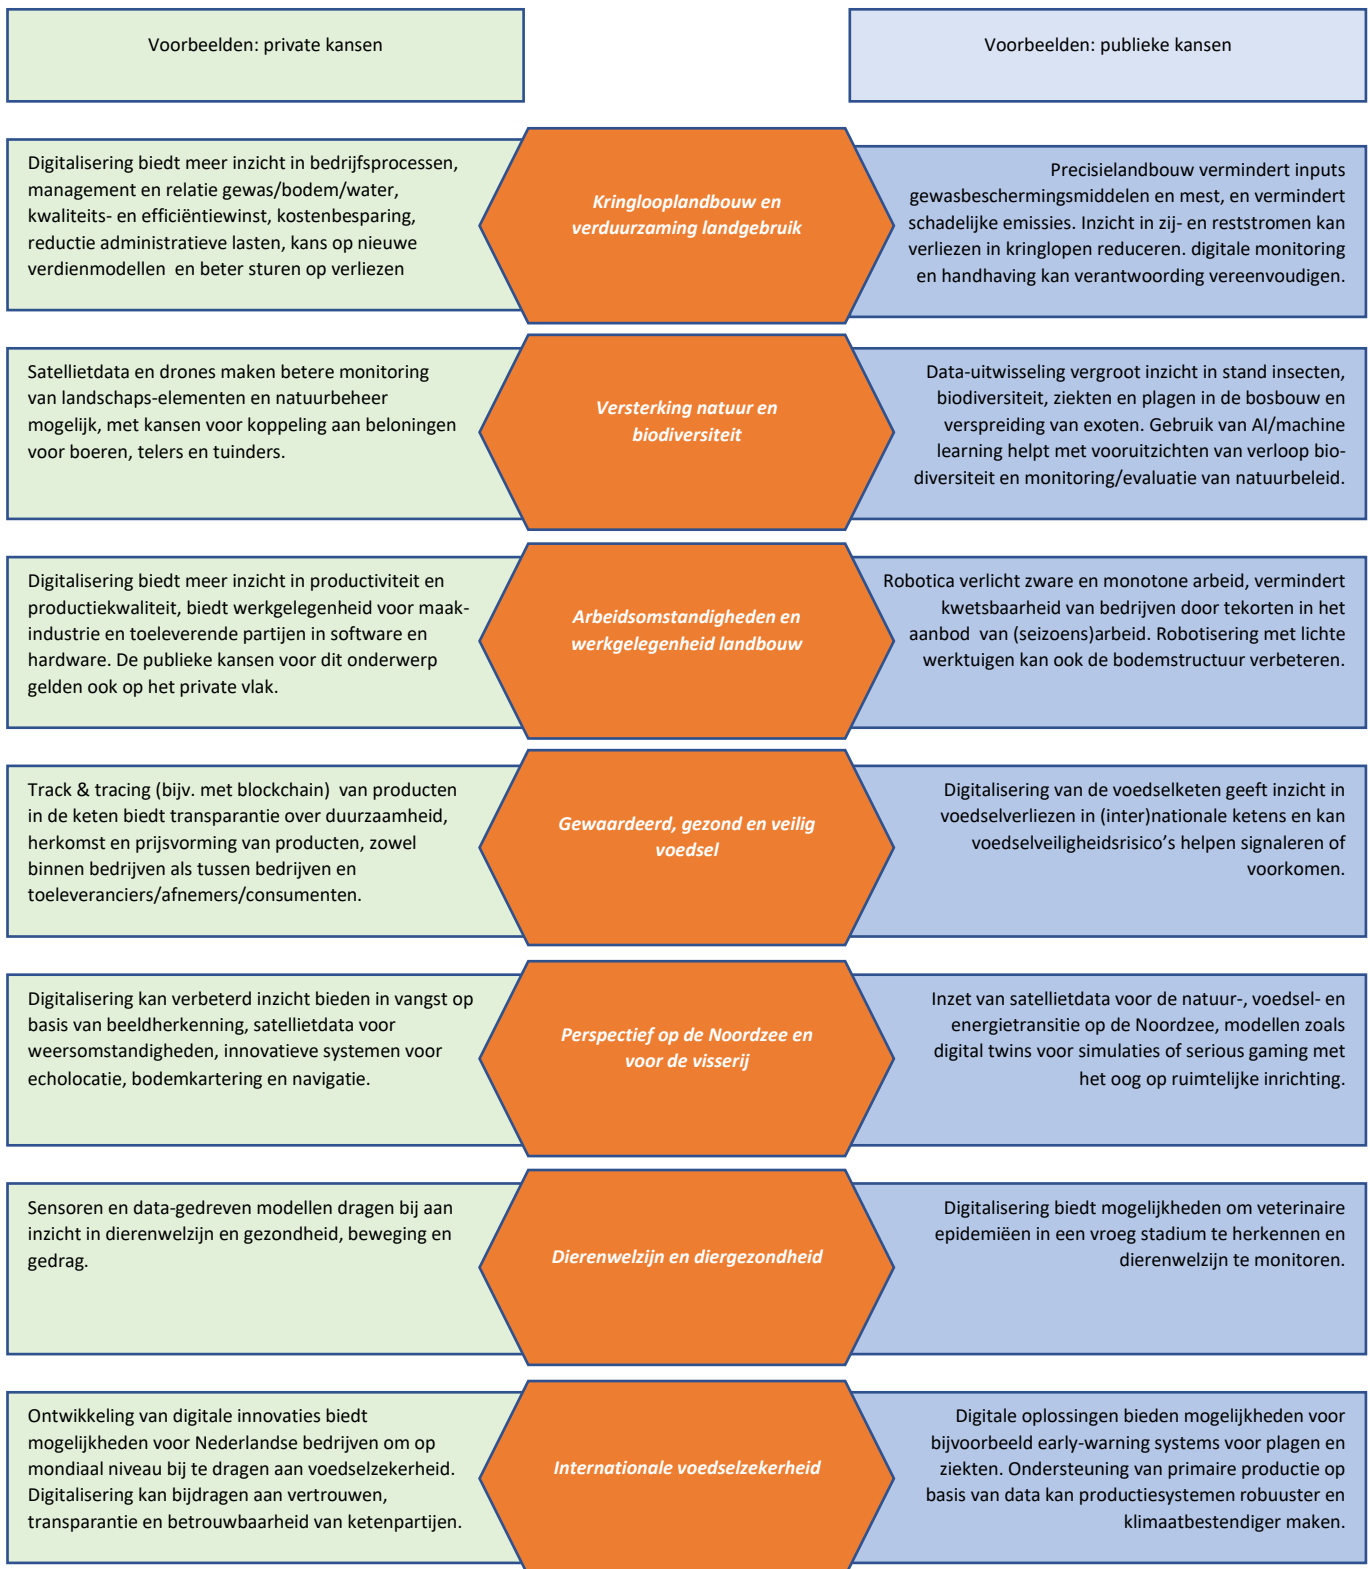 Voorbeelden: private kansen
Voorbeelden: publieke kansen
Digitalisering biedt meer inzicht in bedrijfsprocessen,
management en relatie gewas/bodem/water,
kwaliteits- en efficiëntiewinst, kostenbesparing,
reductie administratieve lasten, kans op nieuwe
verdienmodellen  en beter sturen op verliezen
Kringlooplandbouw en
verduurzaming landgebruik
Precisielandbouw vermindert inputs
gewasbeschermingsmiddelen en mest, en vermindert
schadelijke emissies. Inzicht in zij- en reststromen kan
verliezen in kringlopen reduceren. digitale monitoring
en handhaving kan verantwoording vereenvoudigen.
Satellietdata en drones maken betere monitoring
van landschaps-elementen en natuurbeheer
mogelijk, met kansen voor koppeling aan beloningen
voor boeren, telers en tuinders.
Versterking natuur en
biodiversiteit
Data-uitwisseling vergroot inzicht in stand insecten,
biodiversiteit, ziekten en plagen in de bosbouw en
verspreiding van exoten. Gebruik van AI/machine
learning helpt met vooruitzichten van verloop bio-
diversiteit en monitoring/evaluatie van natuurbeleid.
Digitalisering biedt meer inzicht in productiviteit en
productiekwaliteit, biedt werkgelegenheid voor maak-
industrie en toeleverende partijen in software en
hardware. De publieke kansen voor dit onderwerp
gelden ook op het private vlak.
Arbeidsomstandigheden en
werkgelegenheid landbouw
Robotica verlicht zware en monotone arbeid, vermindert
kwetsbaarheid van bedrijven door tekorten in het
aanbod  van (seizoens)arbeid. Robotisering met lichte
werktuigen kan ook de bodemstructuur verbeteren.
Track & tracing (bijv. met blockchain)  van producten
in de keten biedt transparantie over duurzaamheid,
herkomst en prijsvorming van producten, zowel
binnen bedrijven als tussen bedrijven en
toeleveranciers/afnemers/consumenten.
Gewaardeerd, gezond en veilig
voedsel
Digitalisering van de voedselketen geeft inzicht in
voedselverliezen in (inter)nationale ketens en kan
voedselveiligheidsrisico’s helpen signaleren of
voorkomen.
Digitalisering kan verbeterd inzicht bieden in vangst op
basis van beeldherkenning, satellietdata voor
weersomstandigheden, innovatieve systemen voor
echolocatie, bodemkartering en navigatie.
Perspectief op de Noordzee en
voor de visserij
Inzet van satellietdata voor de natuur-, voedsel- en
energietransitie op de Noordzee, modellen zoals
digital twins voor simulaties of serious gaming met
het oog op ruimtelijke inrichting.
Sensoren en data-gedreven modellen dragen bij aan
inzicht in dierenwelzijn en gezondheid, beweging en
gedrag.
Dierenwelzijn en diergezondheid
Digitalisering biedt mogelijkheden om veterinaire
epidemiëen in een vroeg stadium te herkennen en
dierenwelzijn te monitoren.
Ontwikkeling van digitale innovaties biedt
mogelijkheden voor Nederlandse bedrijven om op
mondiaal niveau bij te dragen aan voedselzekerheid.
Digitalisering kan bijdragen aan vertrouwen,
transparantie en betrouwbaarheid van ketenpartijen.
Internationale voedselzekerheid
Digitale oplossingen bieden mogelijkheden voor
bijvoorbeeld early-warning systems voor plagen en
ziekten. Ondersteuning van primaire productie op
basis van data kan productiesystemen robuuster en
klimaatbestendiger maken.